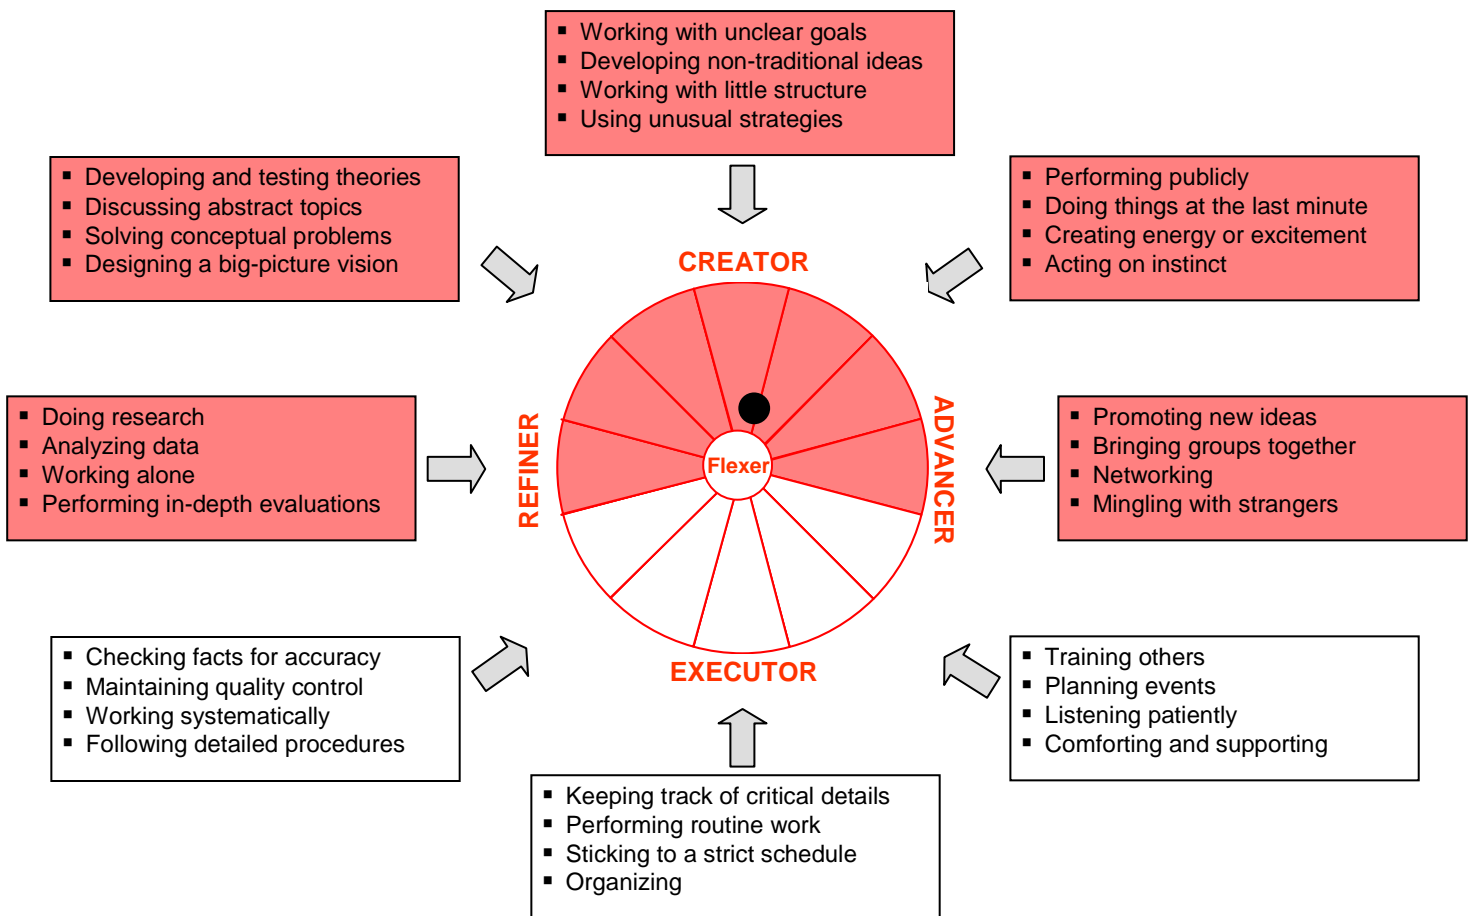 ▪ Working with unclear goals
▪ Developing non-traditional ideas
▪ Working with little structure
▪ Using unusual strategies
▪ Developing and testing theories
▪ Discussing abstract topics
▪ Solving conceptual problems
▪ Designing a big-picture vision
▪ Performing publicly
▪ Doing things at the last minute
▪ Creating energy or excitement
▪ Acting on instinct
CREATOR
▪ Doing research
▪ Analyzing data
▪ Working alone
▪ Performing in-depth evaluations
REFINER
Flexer
ADVANCER
▪ Promoting new ideas
▪ Bringing groups together
▪ Networking
▪ Mingling with strangers
▪ Checking facts for accuracy
▪ Maintaining quality control
▪ Working systematically
▪ Following detailed procedures
EXECUTOR
▪ Training others
▪ Planning events
▪ Listening patiently
▪ Comforting and supporting
▪ Keeping track of critical details
▪ Performing routine work
▪ Sticking to a strict schedule
▪ Organizing